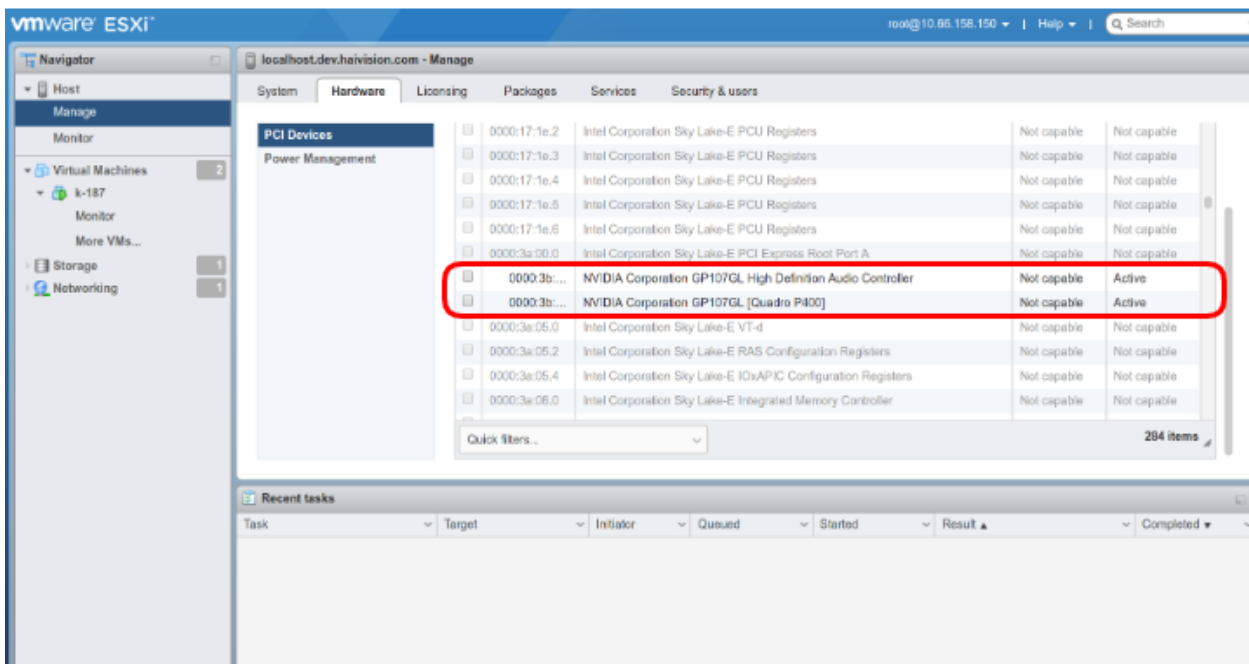 vmware ESXi
root@10.66.158.150 | Help | Search
Navigator
Host
Manage
Monitor
Virtual Machines 2
k-187
Monitor
More VMs...
Storage 1
Networking 1
localhost.dev.haivision.com - Manage
System Hardware Licensing Packages Services Security & users
PCI Devices
Power Management
0000:17:1e.2 Intel Corporation Sky Lake-E PCU Registers Not capable Not capable
0000:17:1e.3 Intel Corporation Sky Lake-E PCU Registers Not capable Not capable
0000:17:1e.4 Intel Corporation Sky Lake-E PCU Registers Not capable Not capable
0000:17:1e.5 Intel Corporation Sky Lake-E PCU Registers Not capable Not capable
0000:17:1e.6 Intel Corporation Sky Lake-E PCU Registers Not capable Not capable
0000:3a:00.0 Intel Corporation Sky Lake-E PCI Express Root Port A Not capable Not capable
0000:3b:... NVIDIA Corporation GP107GL High Definition Audio Controller Not capable Active
0000:3b:... NVIDIA Corporation GP107GL [Quadro P400] Not capable Active
0000:3a:05.0 Intel Corporation Sky Lake-E VT-d Not capable Not capable
0000:3a:05.2 Intel Corporation Sky Lake-E RAS Configuration Registers Not capable Not capable
0000:3a:05.4 Intel Corporation Sky Lake-E IOxAPIC Configuration Registers Not capable Not capable
0000:3a:08.0 Intel Corporation Sky Lake-E Integrated Memory Controller Not capable Not capable
Quick filters...
284 items
Recent tasks
Task Target Initiator Queued Started Result Completed